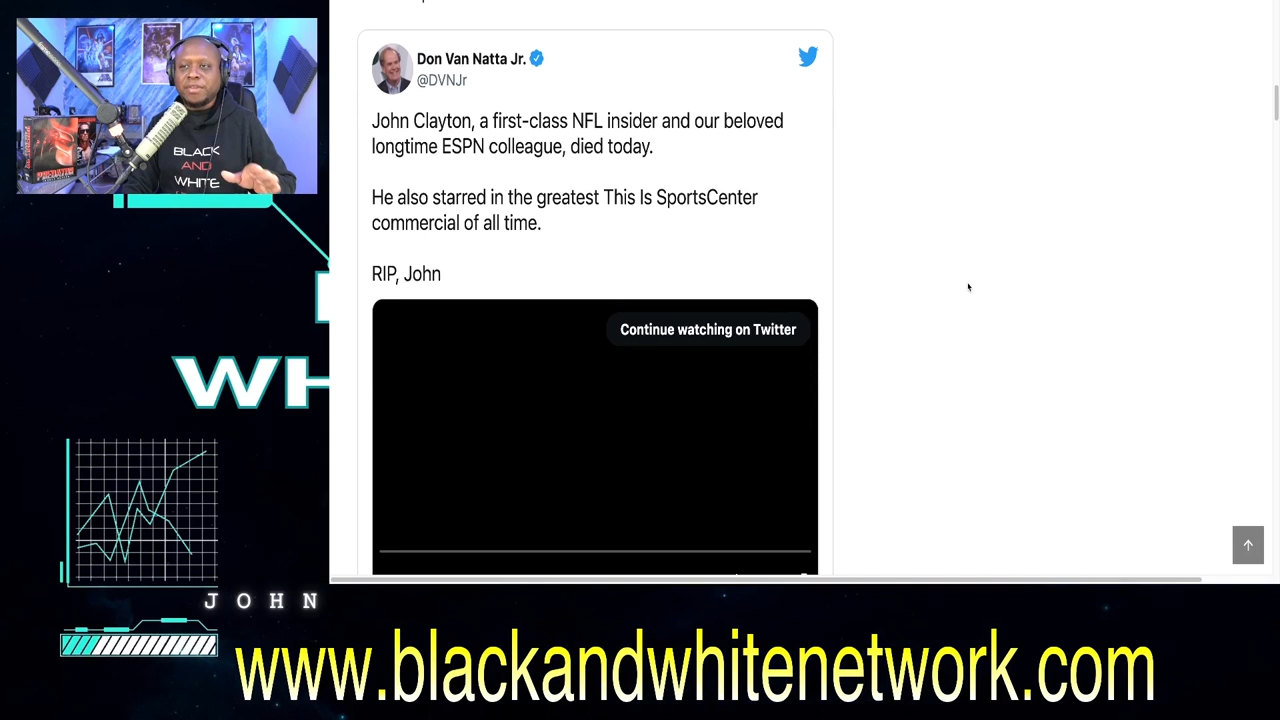 BLACK
AND
WHITE
PREDATOR
Don Van Natta Jr.
@DVNJr
John Clayton, a first-class NFL insider and our beloved
longtime ESPN colleague, died today.
He also starred in the greatest This Is SportsCenter
commercial of all time.
RIP, John
Continue watching on Twitter
WH
JOHN
www.blackandwhitenetwork.com